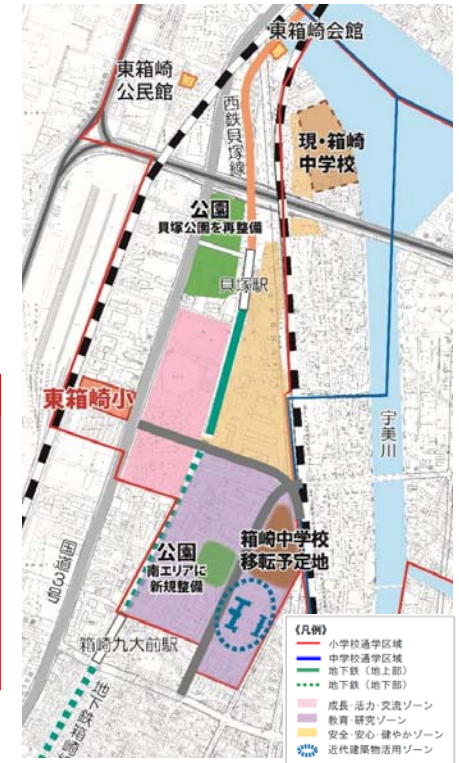 東箱崎会館
東箱崎
公民館
西鉄貝塚線
現・箱崎
中学校
公園
貝塚公園を再整備
貝塚駅
東箱崎小
宇美川
国道3号
公園
南エリアに
新規整備
箱崎中学校
移転予定地
箱崎九大前駅
地下鉄箱崎線
《凡例》
小学校通学区域
中学校通学区域
地下鉄(地上部)
地下鉄(地下部)
成長・活力・交流ゾーン
教育・研究ゾーン
安全・安心・健やかゾーン
近代建築物活用ゾーン